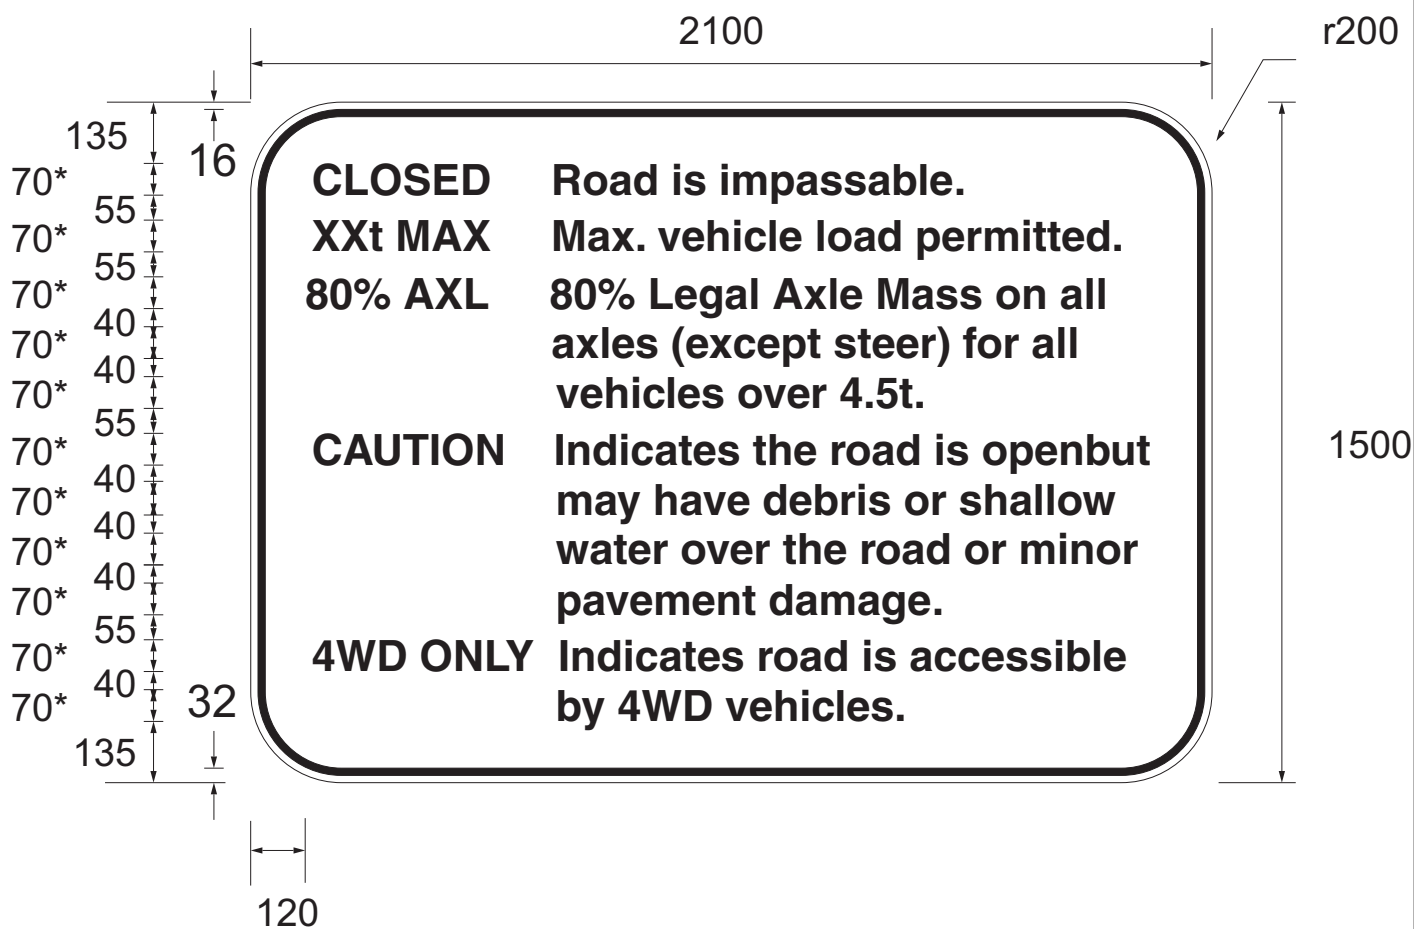 2100
r200
135
16
70*
CLOSED Road is impassable.
55
70*
XXt MAX Max. vehicle load permitted.
55
70*
80% AXL 80% Legal Axle Mass on all
40
70*
axles (except steer) for all
40
70*
vehicles over 4.5t.
55
70*
CAUTION Indicates the road is openbut
1500
40
70*
may have debris or shallow
40
70*
water over the road or minor
40
70*
pavement damage.
55
70*
4WD ONLY Indicates road is accessible
40
70*
by 4WD vehicles.
32
135
120